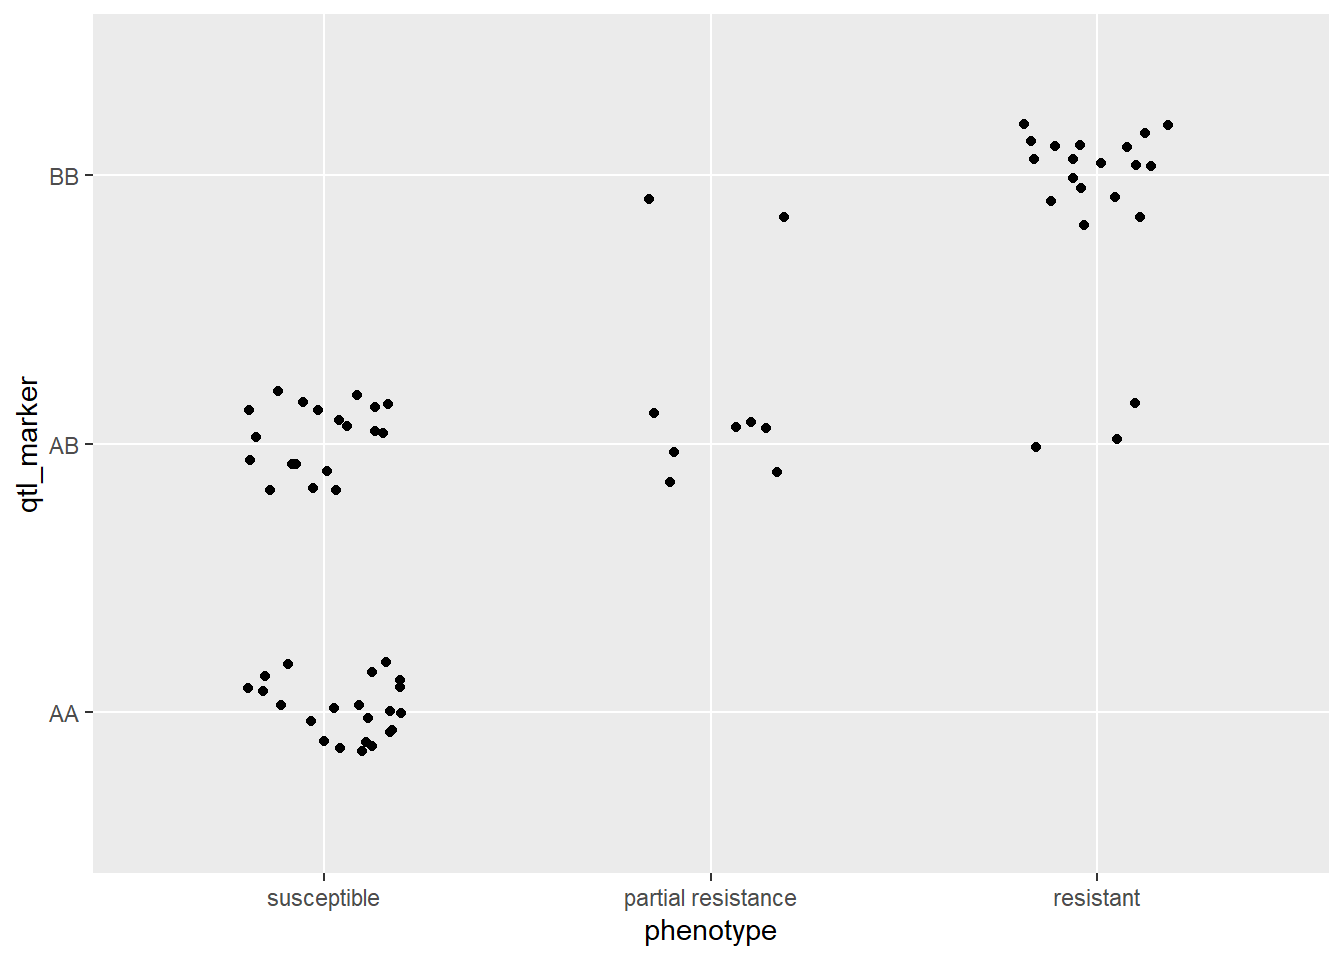 qtl_marker
BB
AB
AA
susceptible
partial resistance
resistant
phenotype